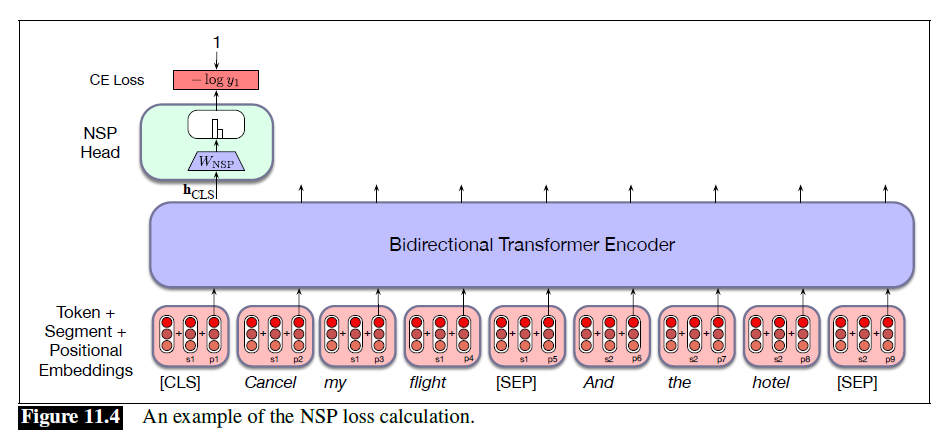 1
CE Loss
− log y₁
NSP
Head
W_NSP
h_CLS
Bidirectional Transformer Encoder
Token +
Segment +
Positional
Embeddings
+ + s1 p1
+ + s1 p2
+ + s1 p3
+ + s1 p4
+ + s1 p5
+ + s2 p6
+ + s2 p7
+ + s2 p8
+ + s2 p9
[CLS] Cancel my flight [SEP] And the hotel [SEP]
Figure 11.4 An example of the NSP loss calculation.